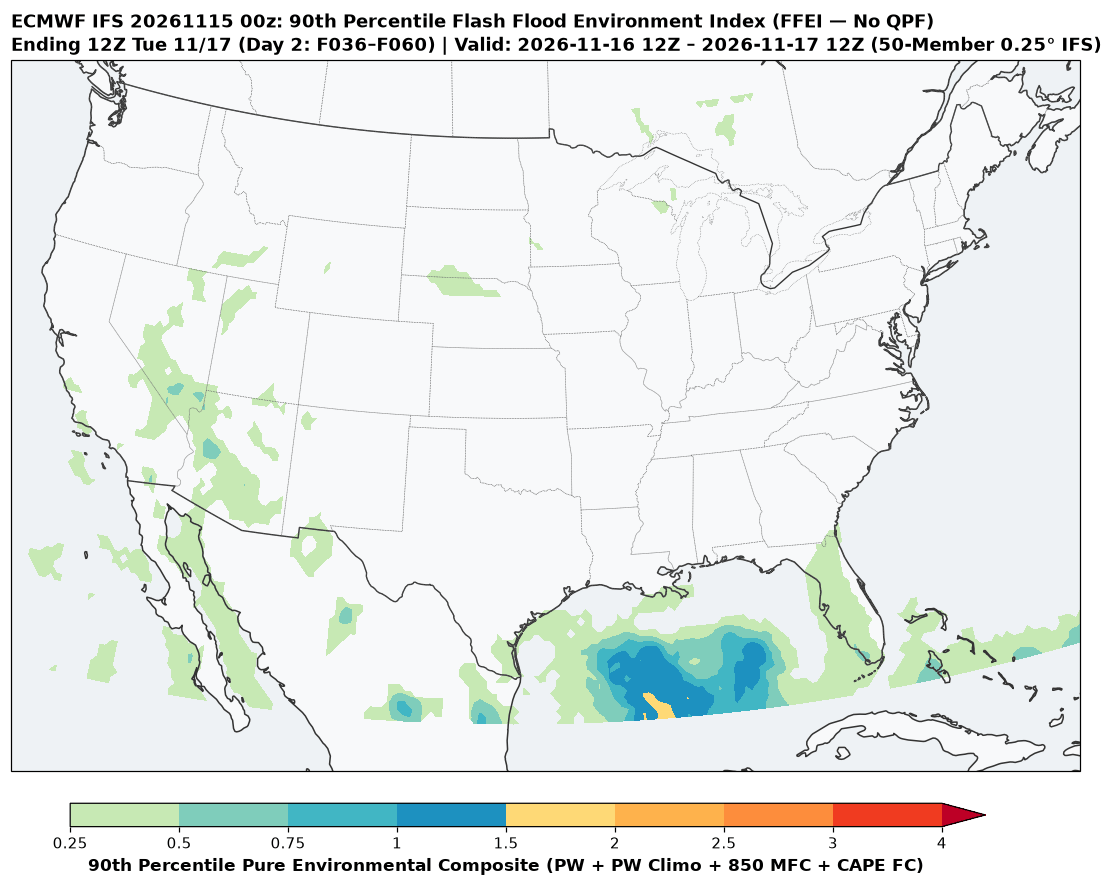 ECMWF IFS 20261115 00z: 90th Percentile Flash Flood Environment Index (FFEI — No QPF)
Ending 12Z Tue 11/17 (Day 2: F036–F060) | Valid: 2026-11-16 12Z – 2026-11-17 12Z (50-Member 0.25° IFS)
0.25 0.5 0.75 1 1.5 2 2.5 3 4
90th Percentile Pure Environmental Composite (PW + PW Climo + 850 MFC + CAPE FC)